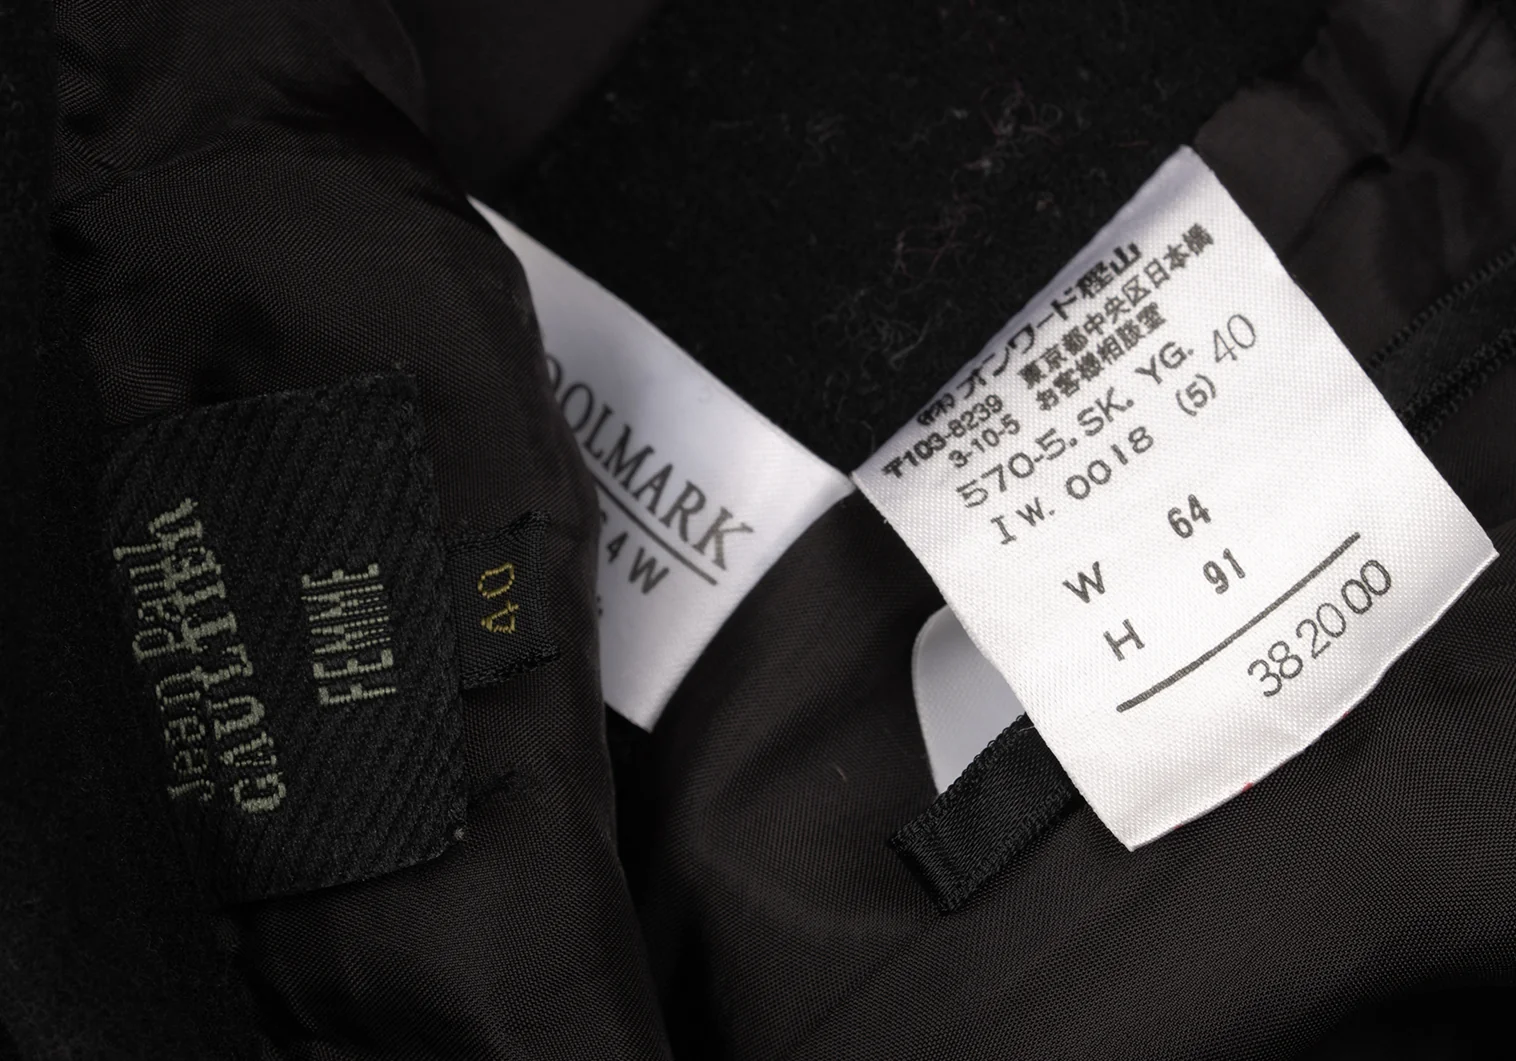 Jean Paul
GAULTIER
FEMME
40
OOLMARK
4 W
(株)オンワード樫山
〒103-8239 東京都中央区日本橋
3-10-5 お客様相談室
570-5. SK. YG. 40
IW. 0018 (5)
W 64
H 91
382000